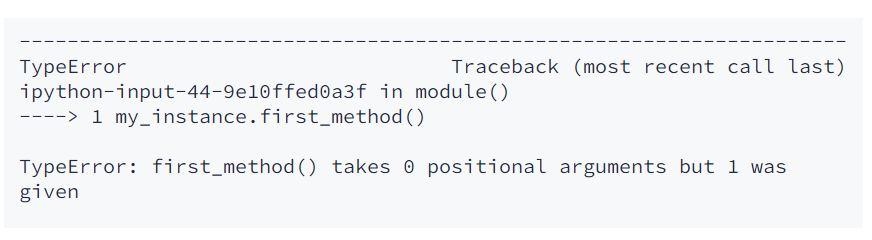 ----------------------------------------------------------------------
TypeError                           Traceback (most recent call last)
ipython-input-44-9e10ffed0a3f in module()
----> 1 my_instance.first_method()

TypeError: first_method() takes 0 positional arguments but 1 was
given